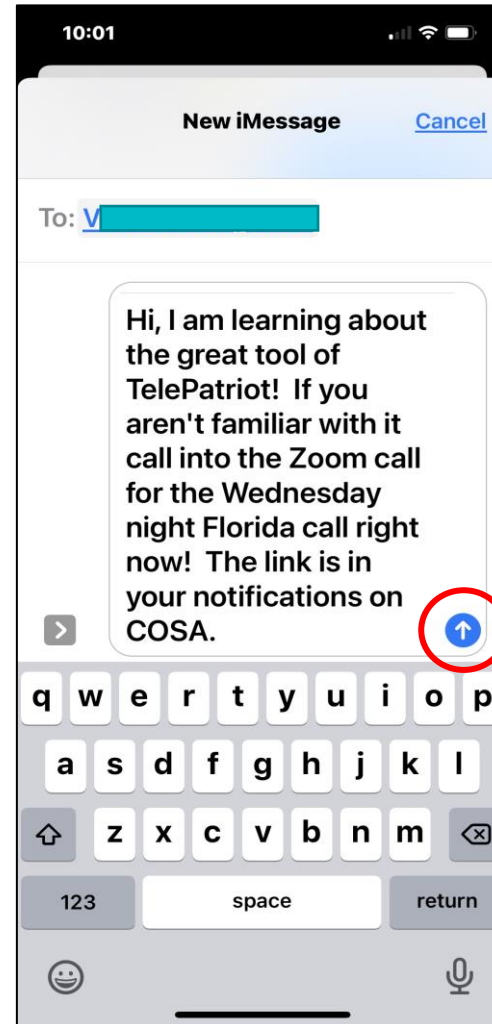 10:01
New iMessage Cancel
To: V
Hi, I am learning about
the great tool of
TelePatriot!  If you
aren't familiar with it
call into the Zoom call
for the Wednesday
night Florida call right
now!  The link is in
your notifications on
COSA.
q w e r t y u i o p
a s d f g h j k l
z x c v b n m
123 space return